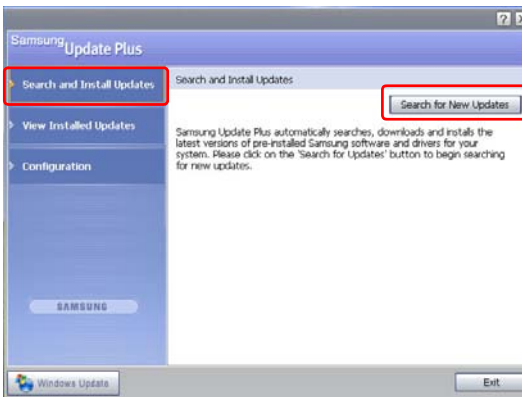 Samsung Update Plus
Search and Install Updates
View Installed Updates
Configuration
SAMSUNG
Windows Update
Search and Install Updates
Search for New Updates
Samsung Update Plus automatically searches, downloads and installs the
latest versions of pre-installed Samsung software and drivers for your
system. Please click on the 'Search for Updates' button to begin searching
for new updates.
Exit